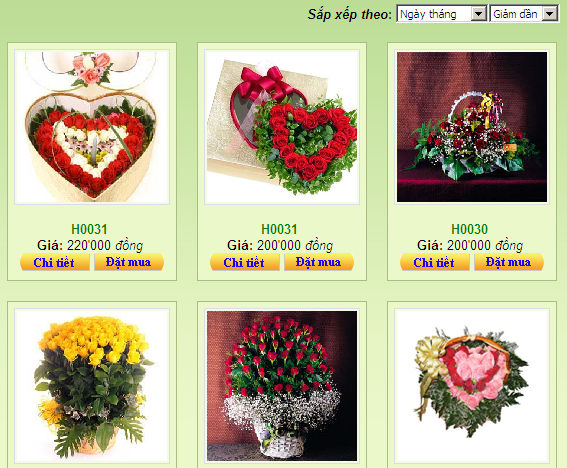 Sắp xếp theo: Ngày tháng Giảm dần
H0031 H0031 H0030
Giá: 220'000 đồng Giá: 200'000 đồng Giá: 200'000 đồng
Chi tiết Đặt mua Chi tiết Đặt mua Chi tiết Đặt mua